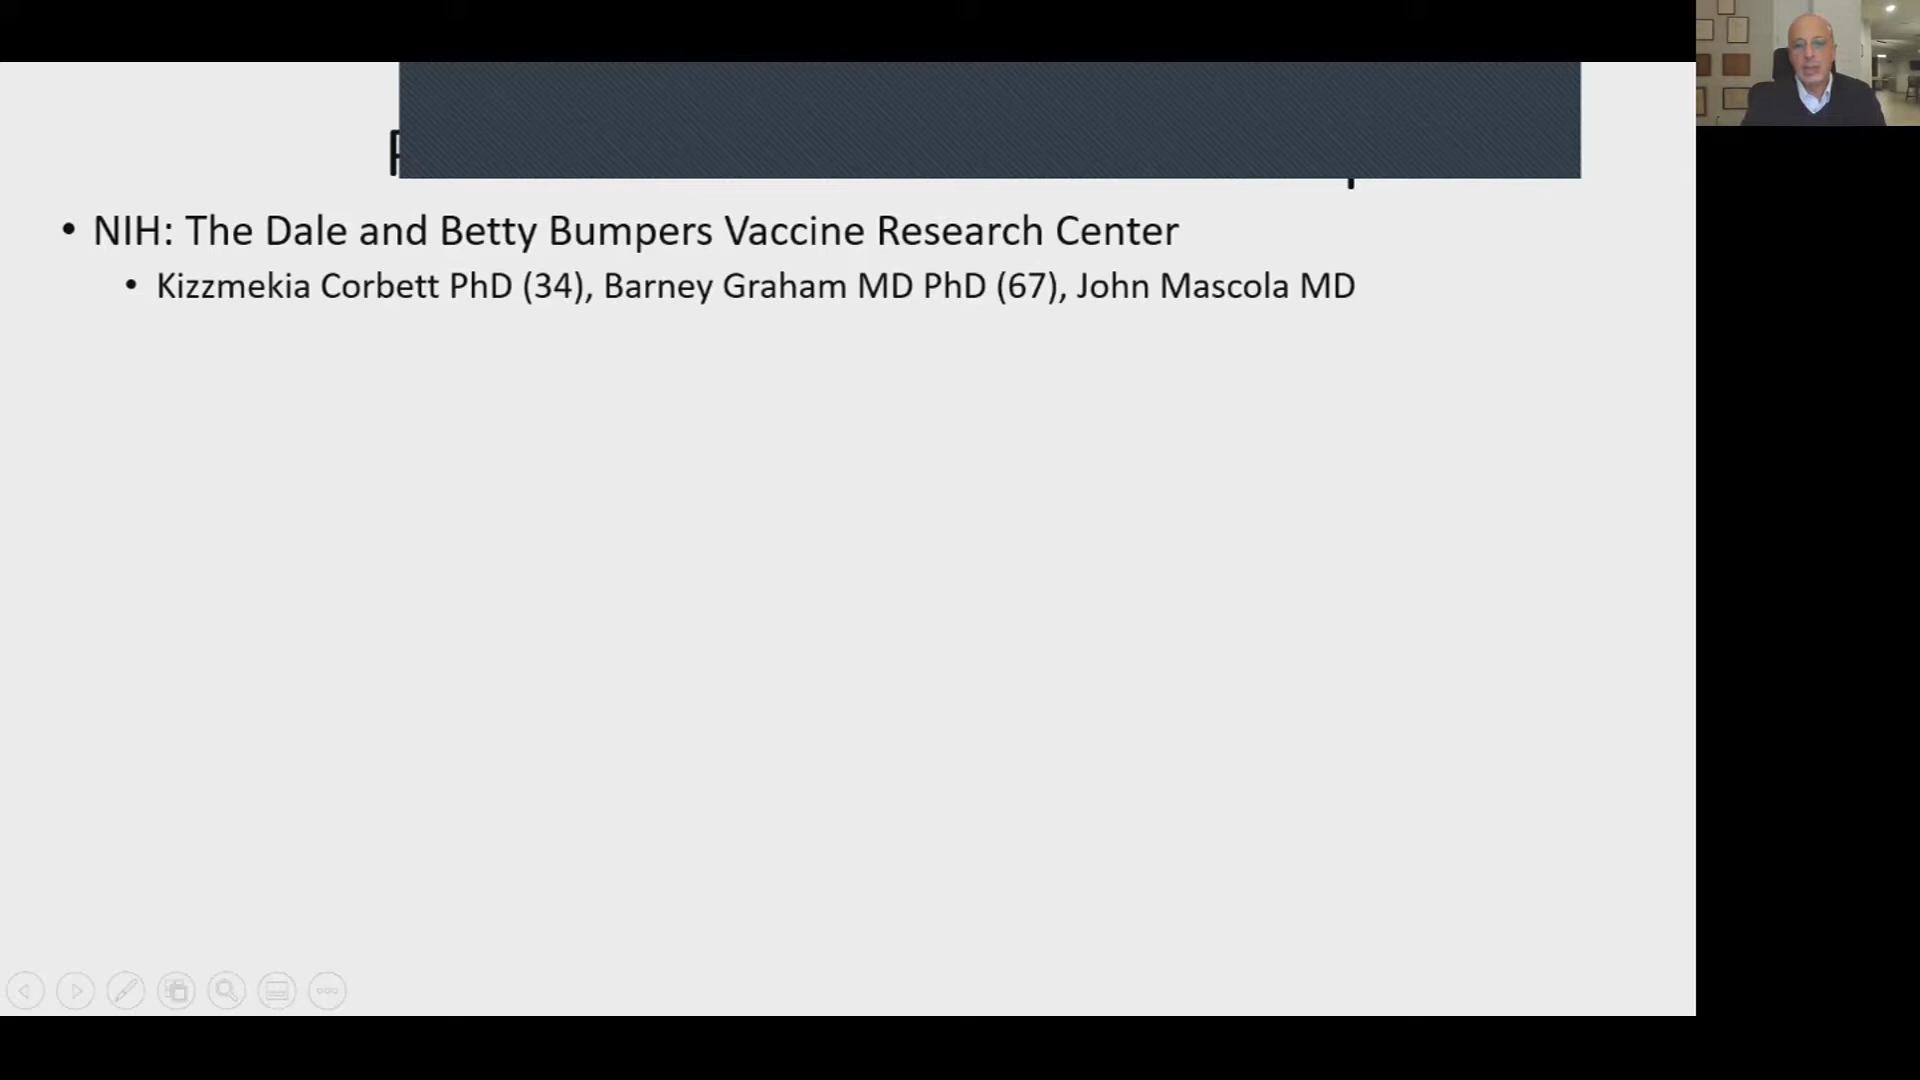 • NIH: The Dale and Betty Bumpers Vaccine Research Center
• Kizzmekia Corbett PhD (34), Barney Graham MD PhD (67), John Mascola MD